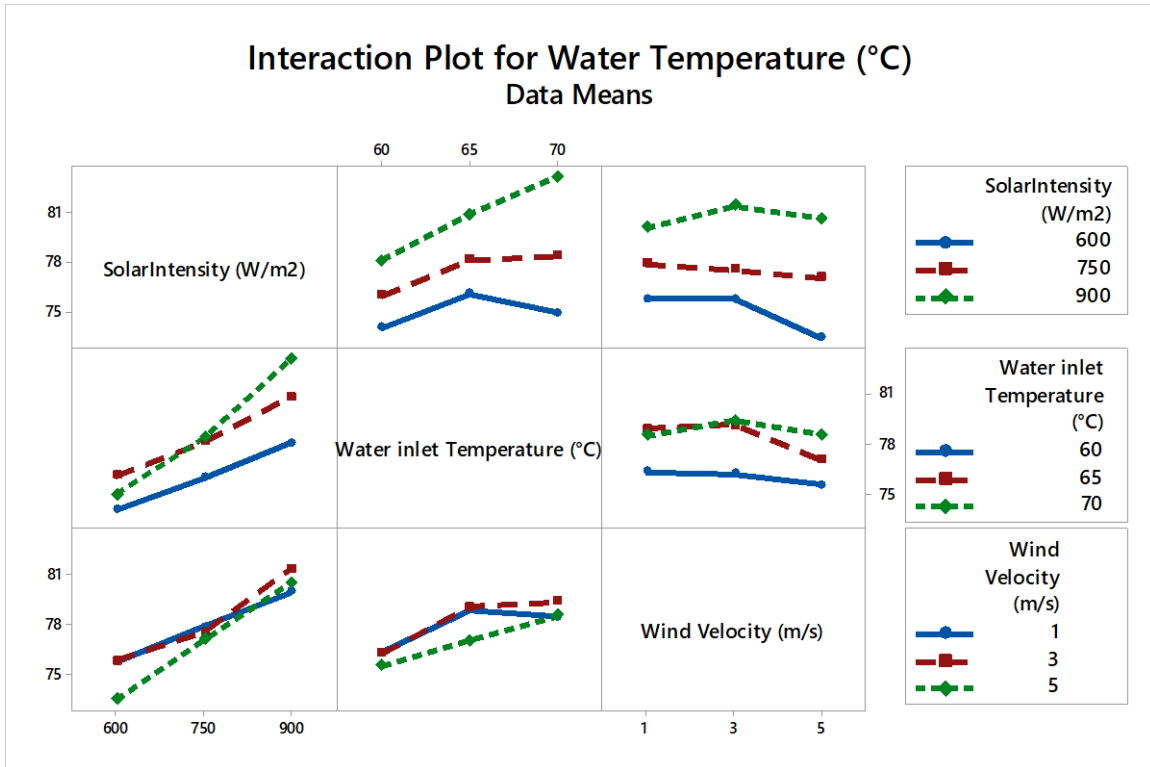 Interaction Plot for Water Temperature (°C)
Data Means
60 65 70
81
78
75
SolarIntensity (W/m2)
SolarIntensity
(W/m2)
600
750
900
Water inlet Temperature (°C)
81
78
75
Water inlet
Temperature
(°C)
60
65
70
81
78
75
Wind Velocity (m/s)
Wind
Velocity
(m/s)
1
3
5
600 750 900
1 3 5